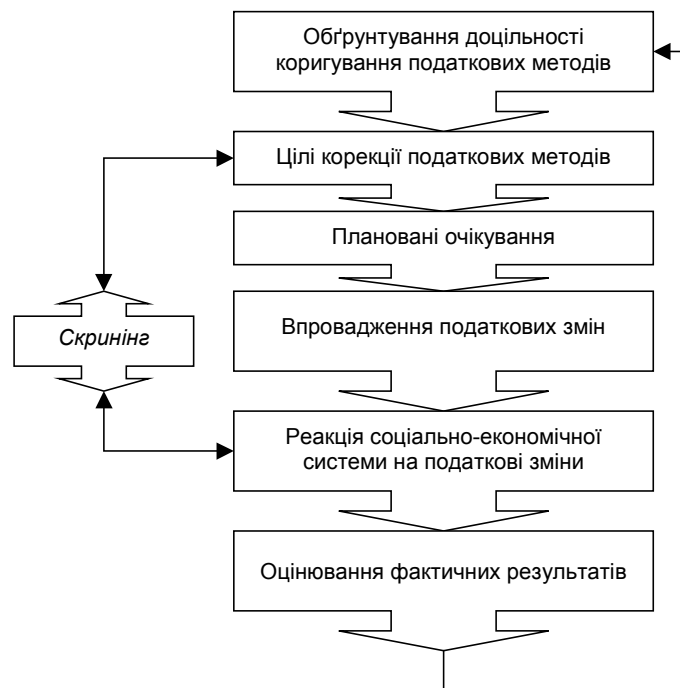 Обґрунтування доцільності
коригування податкових методів
Цілі корекції податкових методів
Плановані очікування
Впровадження податкових змін
Скринінг
Реакція соціально-економічної
системи на податкові зміни
Оцінювання фактичних результатів